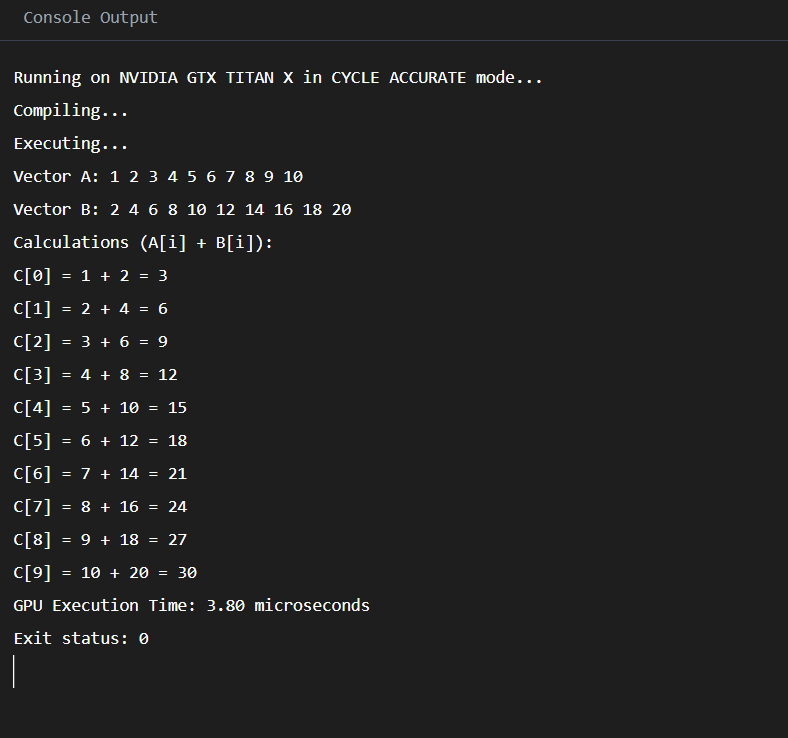 Console Output
Running on NVIDIA GTX TITAN X in CYCLE ACCURATE mode...
Compiling...
Executing...
Vector A: 1 2 3 4 5 6 7 8 9 10
Vector B: 2 4 6 8 10 12 14 16 18 20
Calculations (A[i] + B[i]):
C[0] = 1 + 2 = 3
C[1] = 2 + 4 = 6
C[2] = 3 + 6 = 9
C[3] = 4 + 8 = 12
C[4] = 5 + 10 = 15
C[5] = 6 + 12 = 18
C[6] = 7 + 14 = 21
C[7] = 8 + 16 = 24
C[8] = 9 + 18 = 27
C[9] = 10 + 20 = 30
GPU Execution Time: 3.80 microseconds
Exit status: 0